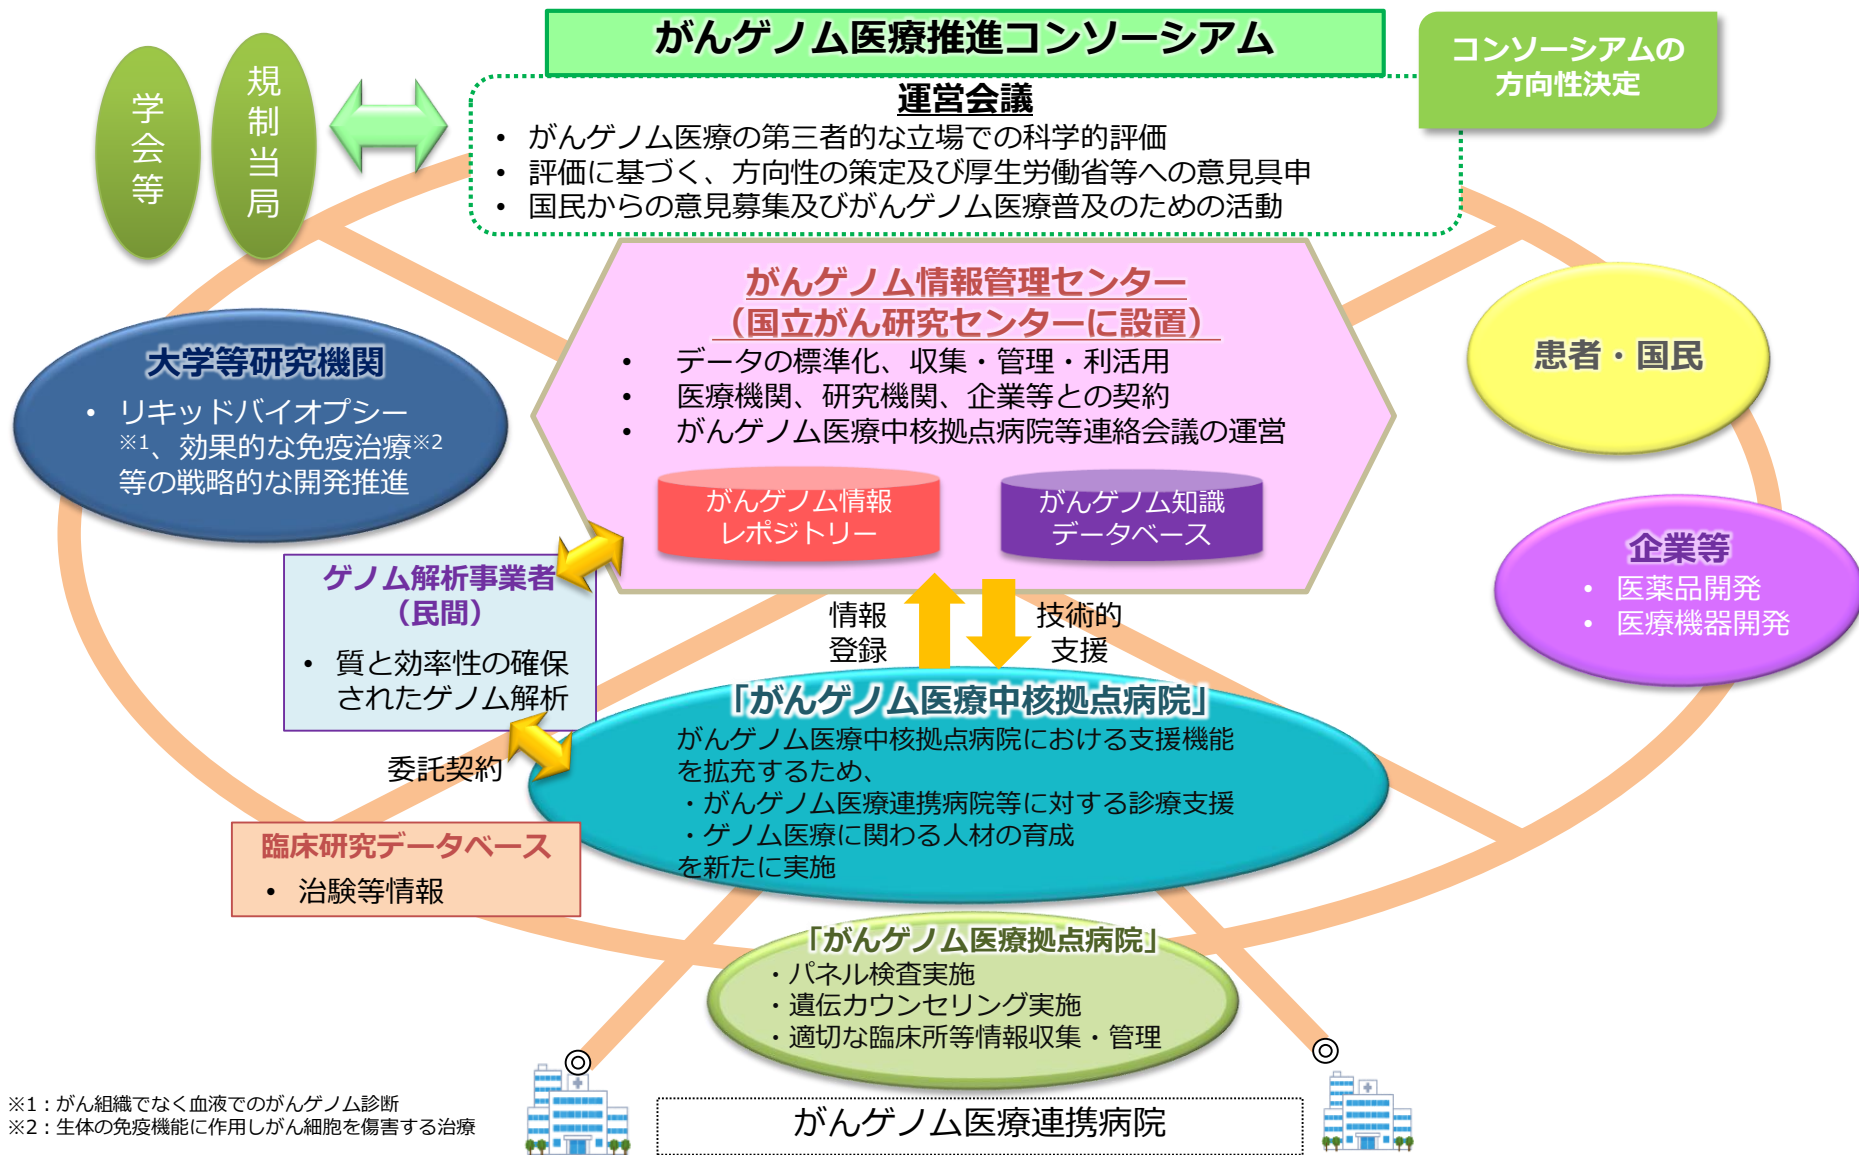 がんゲノム医療推進コンソーシアム
コンソーシアムの
方向性決定
学会等
規制当局
運営会議
• がんゲノム医療の第三者的な立場での科学的評価
• 評価に基づく、方向性の策定及び厚生労働省等への意見具申
• 国民からの意見募集及びがんゲノム医療普及のための活動
がんゲノム情報管理センター
（国立がん研究センターに設置）
• データの標準化、収集・管理・利活用
• 医療機関、研究機関、企業等との契約
• がんゲノム医療中核拠点病院等連絡会議の運営
がんゲノム情報
レポジトリー
がんゲノム知識
データベース
大学等研究機関
• リキッドバイオプシー
※1、効果的な免疫治療※2
等の戦略的な開発推進
患者・国民
企業等
• 医薬品開発
• 医療機器開発
ゲノム解析事業者
（民間）
• 質と効率性の確保
されたゲノム解析
情報
登録
技術的
支援
委託契約
「がんゲノム医療中核拠点病院」
がんゲノム医療中核拠点病院における支援機能
を拡充するため、
・がんゲノム医療連携病院等に対する診療支援
・ゲノム医療に関わる人材の育成
を新たに実施
臨床研究データベース
• 治験等情報
「がんゲノム医療拠点病院」
・パネル検査実施
・遺伝カウンセリング実施
・適切な臨床所等情報収集・管理
がんゲノム医療連携病院
※1：がん組織でなく血液でのがんゲノム診断
※2：生体の免疫機能に作用しがん細胞を傷害する治療